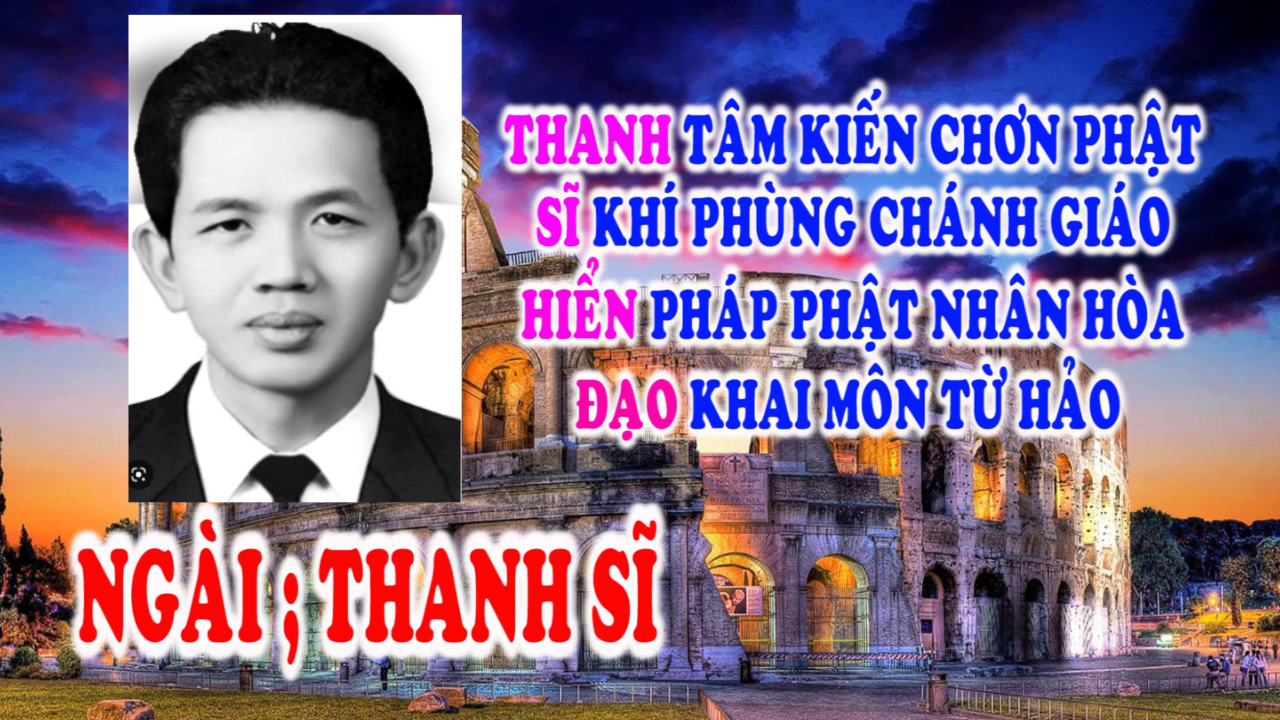 THANH TÂM KIẾN CHƠN PHẬT
SĨ KHÍ PHÙNG CHÁNH GIÁO
HIỂN PHÁP PHẬT NHÂN HÒA
ĐẠO KHAI MÔN TỪ HẢO
NGÀI ; THANH SĨ